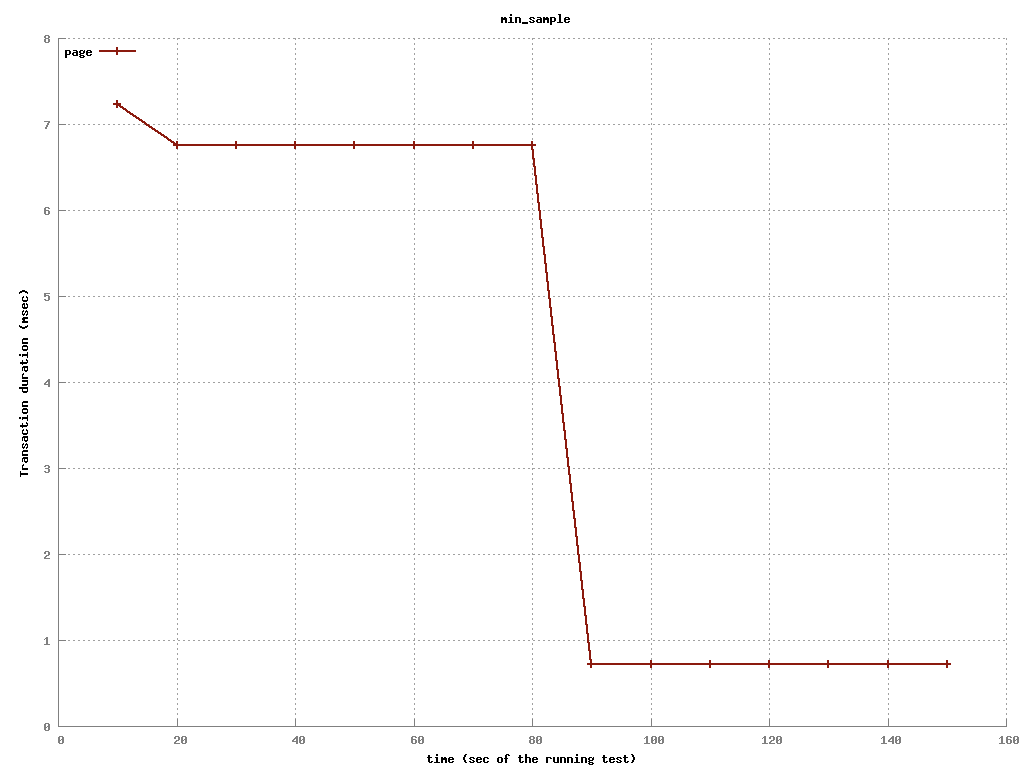 min_sample
page
8
7
6
5
4
3
2
1
0
Transaction duration (msec)
0 20 40 60 80 100 120 140 160
time (sec of the running test)